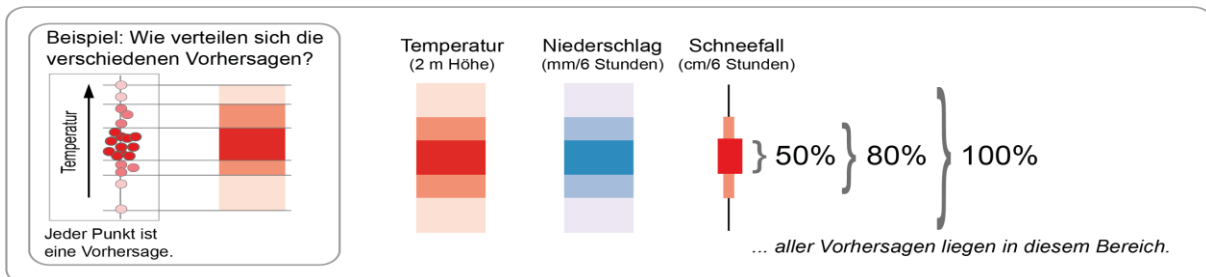 Beispiel: Wie verteilen sich die
verschiedenen Vorhersagen?
Temperatur
Jeder Punkt ist
eine Vorhersage.
Temperatur
(2 m Höhe)
Niederschlag
(mm/6 Stunden)
Schneefall
(cm/6 Stunden)
50%
80%
100%
... aller Vorhersagen liegen in diesem Bereich.